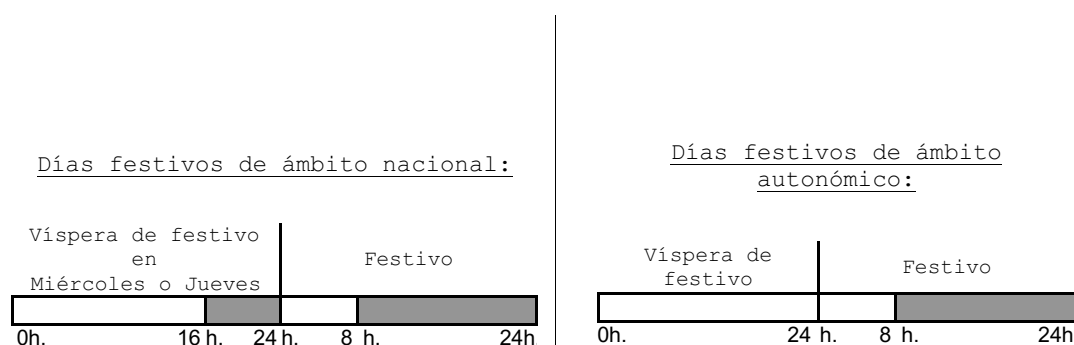 Días festivos de ámbito nacional:
Víspera de festivo
en
Miércoles o Jueves
Festivo
0h. 16 h. 24 h. 8 h. 24h
Días festivos de ámbito
autonómico:
Víspera de
festivo
Festivo
0h. 24 h. 8 h. 24h